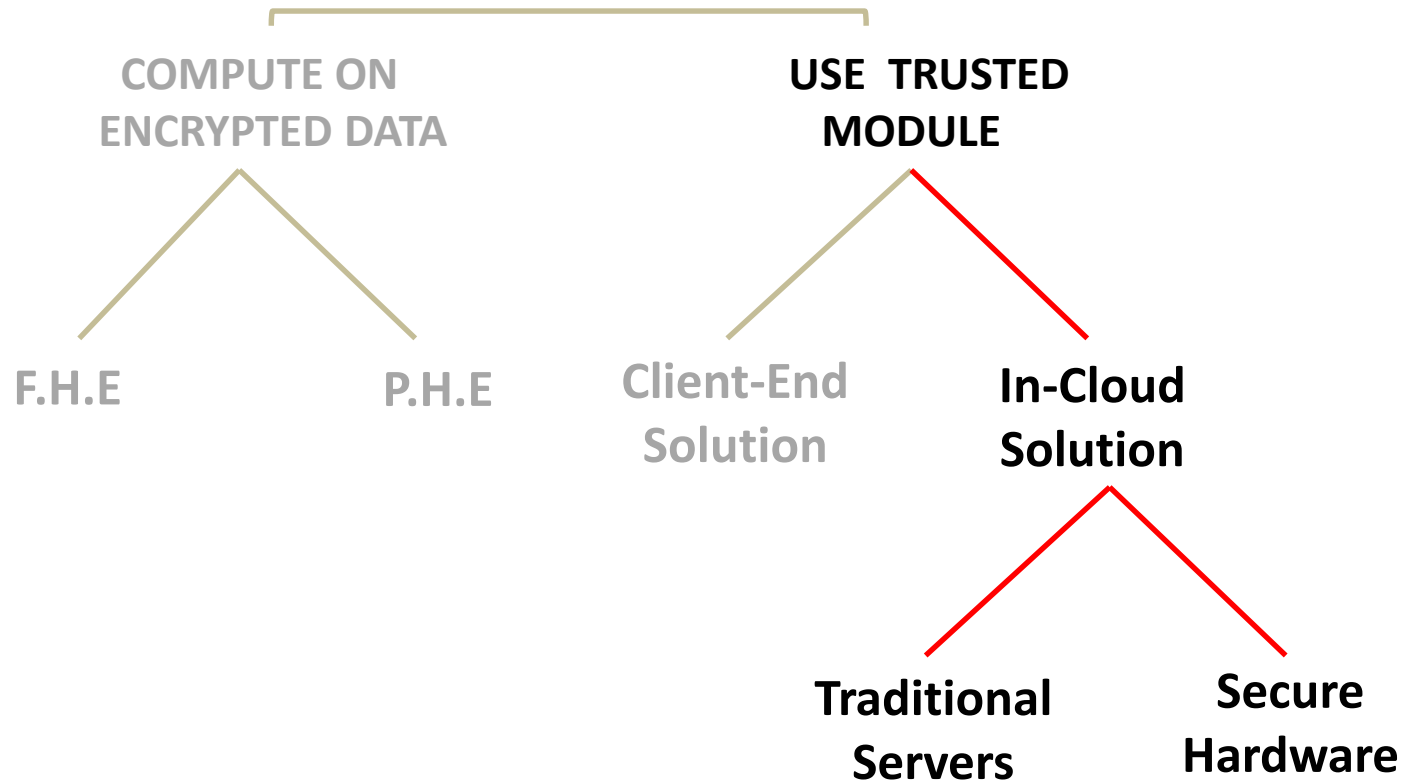 COMPUTE ON
ENCRYPTED DATA
USE TRUSTED
MODULE
F.H.E
P.H.E
Client-End
Solution
In-Cloud
Solution
Traditional
Servers
Secure
Hardware